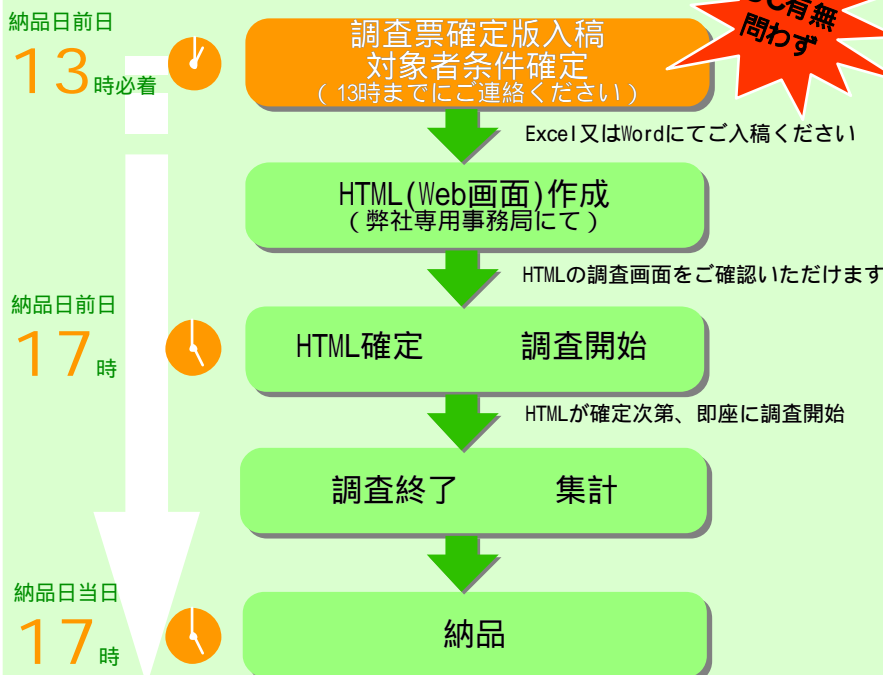 納品日前日
13時必着
調査票確定版入稿
対象者条件確定
(13時までにご連絡ください)
有無
問わず
Excel又はWordにてご入稿ください
HTML(Web画面)作成
(弊社専用事務局にて)
HTMLの調査画面をご確認いただけます
納品日前日
17時
HTML確定 調査開始
HTMLが確定次第、即座に調査開始
調査終了 集計
納品日当日
17時
納品